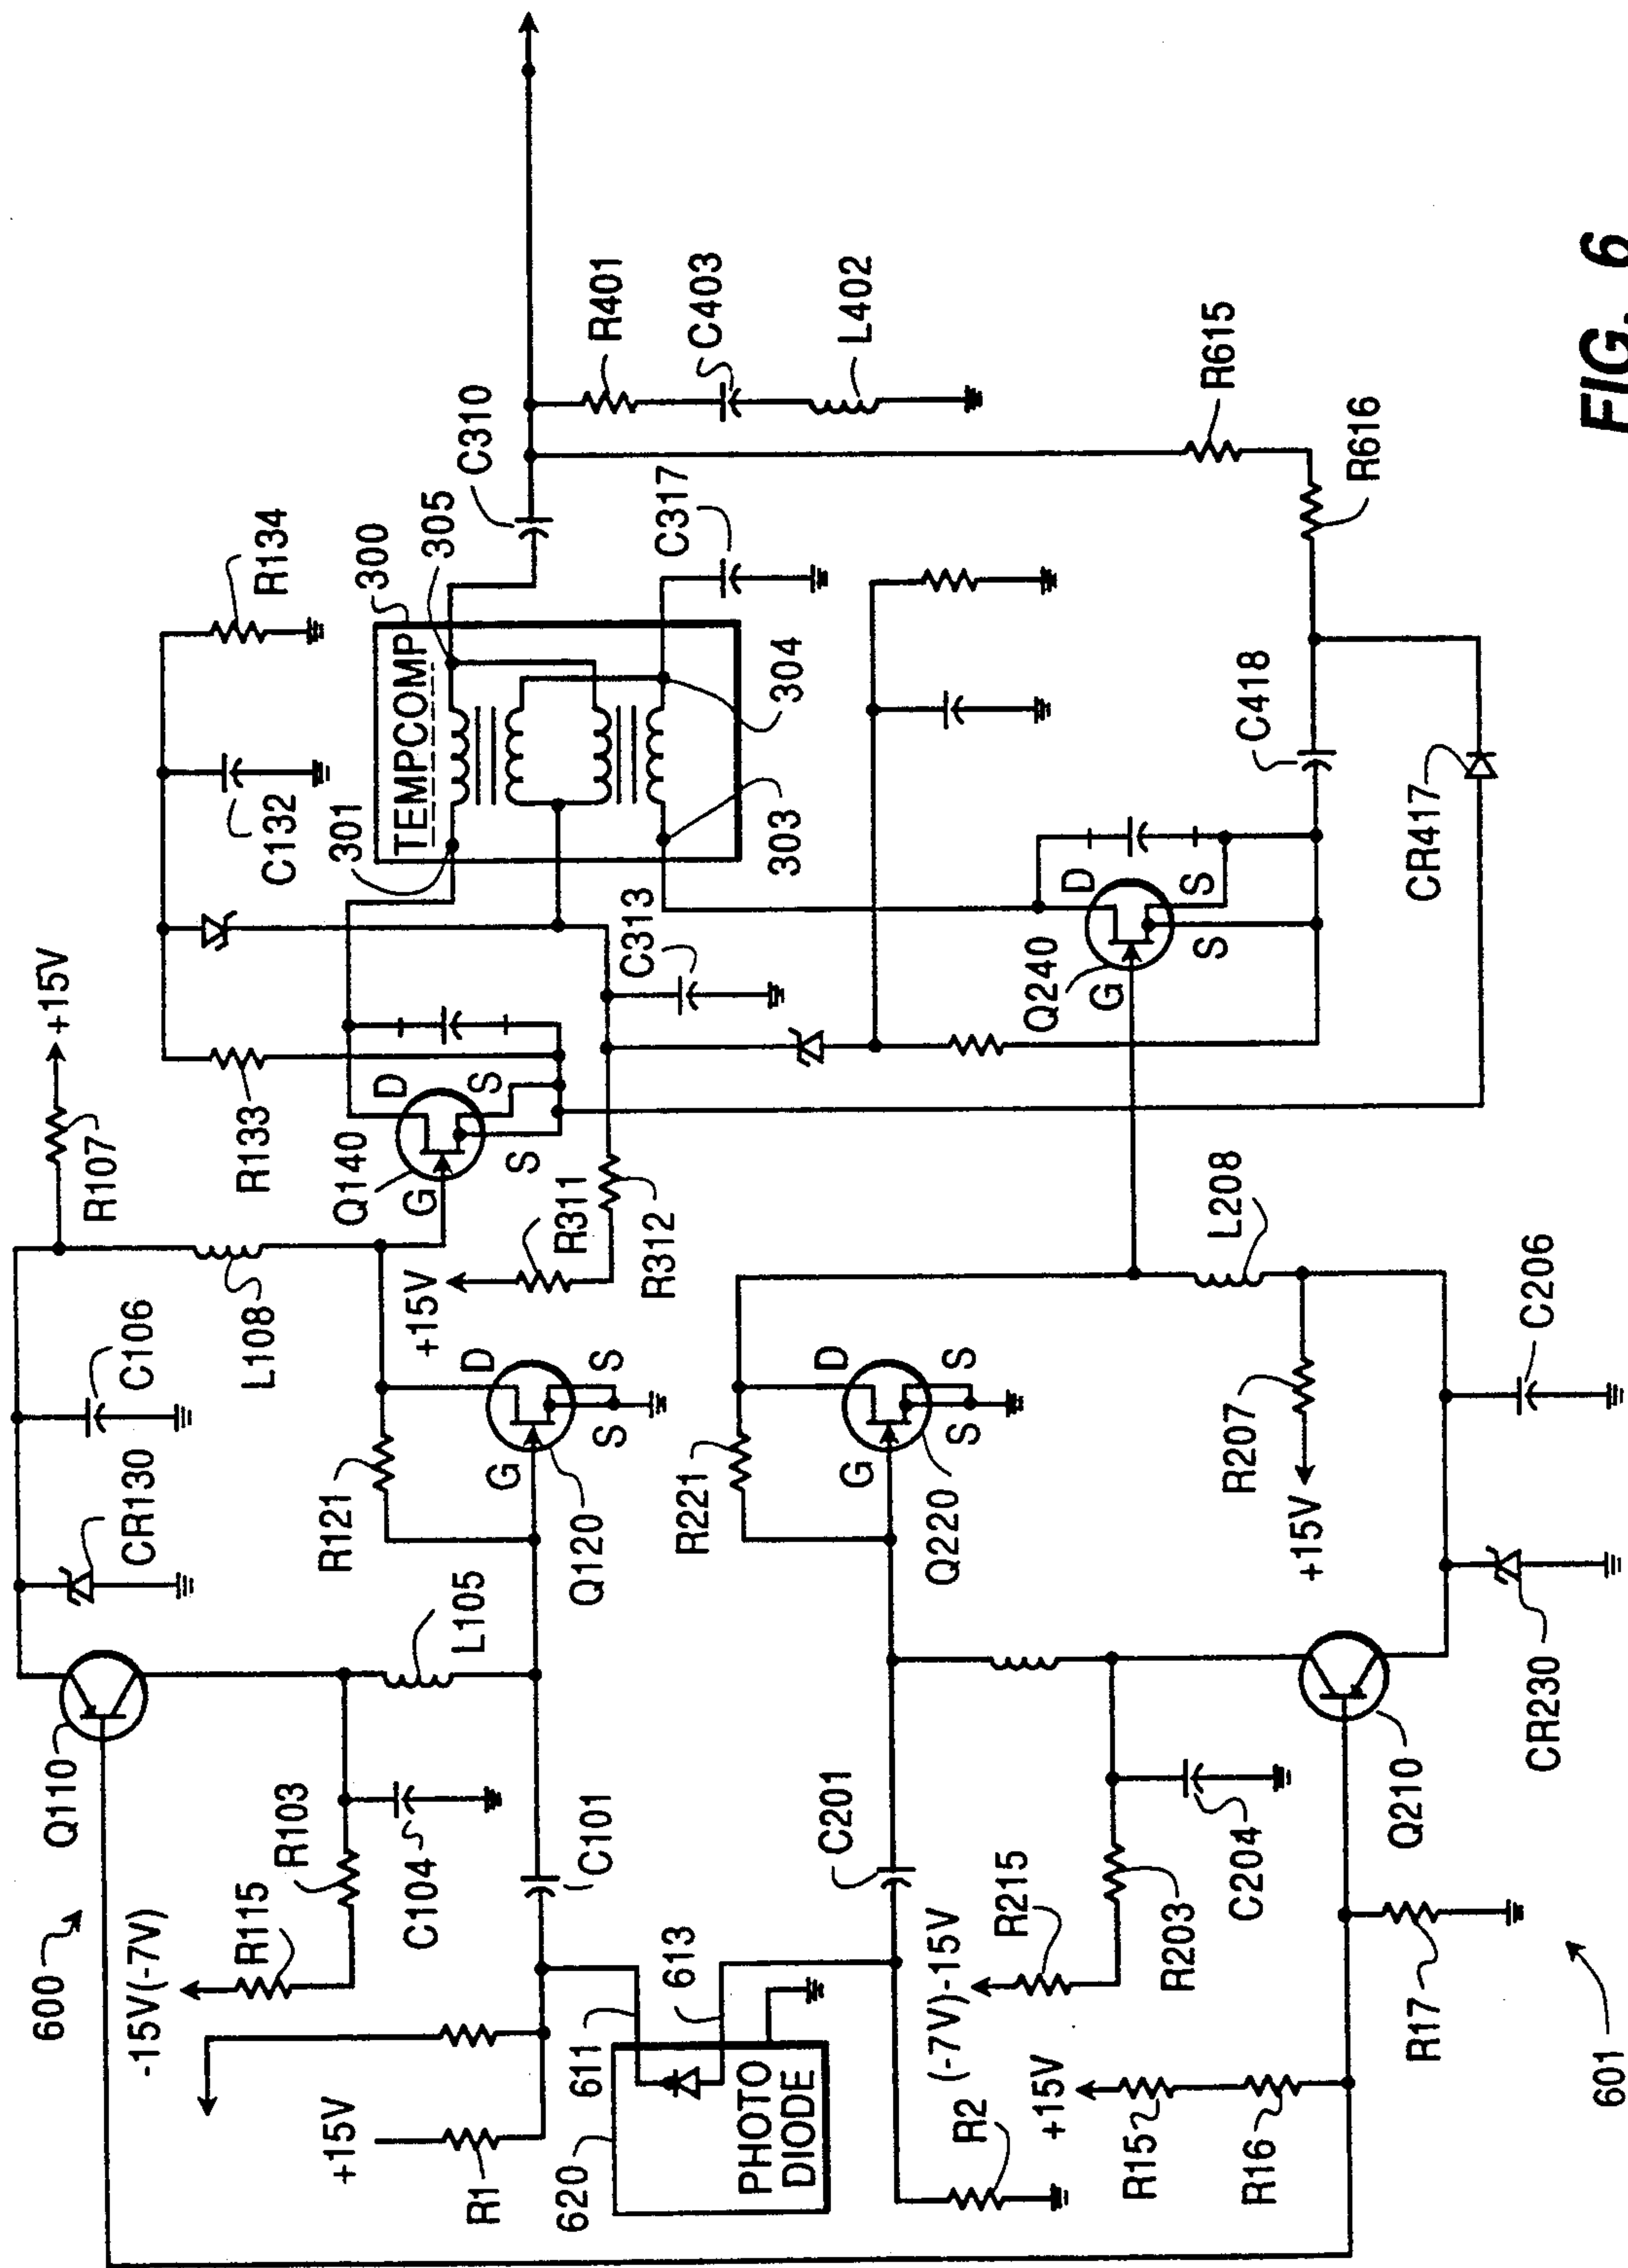 +15V
R107
R134
C132
R133
CR130
C106
L108
Q110
600
-15V(-7V)
R115
R103
C104
L105
R121
Q140
D
G
S
S
301
TEMPCOMP
300
305
C310
R401
C403
L402
C317
304
303
C313
+15V
R311
R312
D
G
S
S
Q120
C101
+15V
R1
611
613
620
PHOTO
DIODE
R2
C201
R221
D
G
S
S
Q220
Q240
D
G
S
S
C418
R615
R616
CR417
L208
R207
+15V
C206
(-7V)-15V
R215
R203
C204
+15V
R15
R16
R17
Q210
CR230
601
FIG. 6